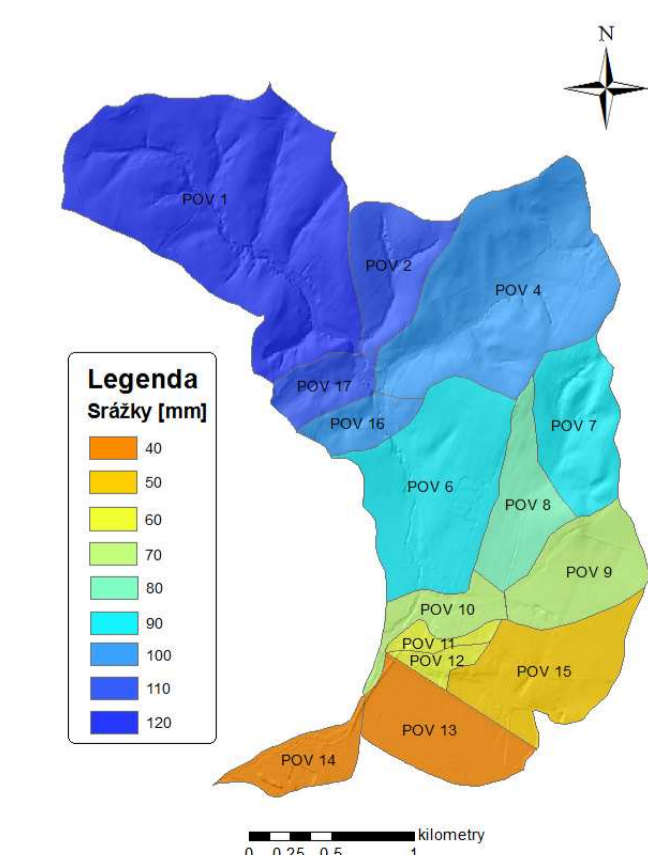 N
POV 1
POV 2
POV 4
POV 17
POV 16
POV 7
POV 6
POV 8
POV 9
POV 10
POV 11
POV 12
POV 15
POV 13
POV 14
Legenda
Srážky [mm]
40
50
60
70
80
90
100
110
120
kilometry
0 0,25 0,5 1